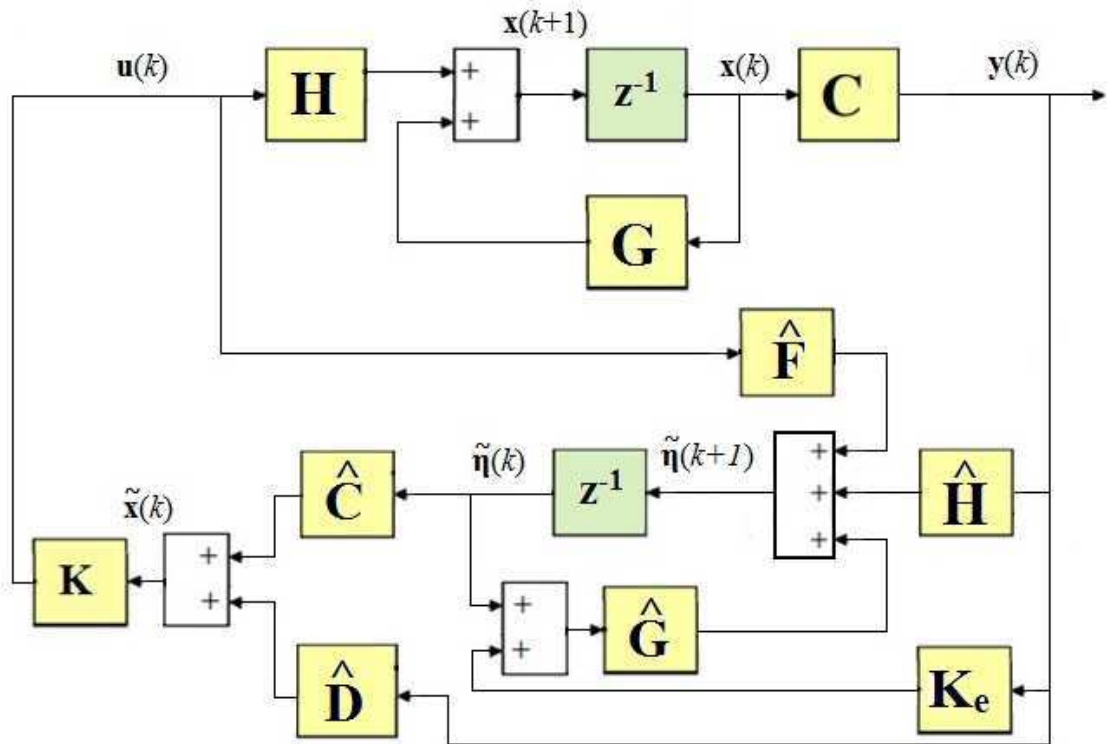 x(k+1)
u(k)
x(k)
y(k)
H
+
+
z⁻¹
C
G
F̂
η̃(k)
η̃(k+1)
+
+
+
Ĉ
z⁻¹
Ĥ
x̃(k)
+
+
K
+
+
Ĝ
D̂
Kₑ